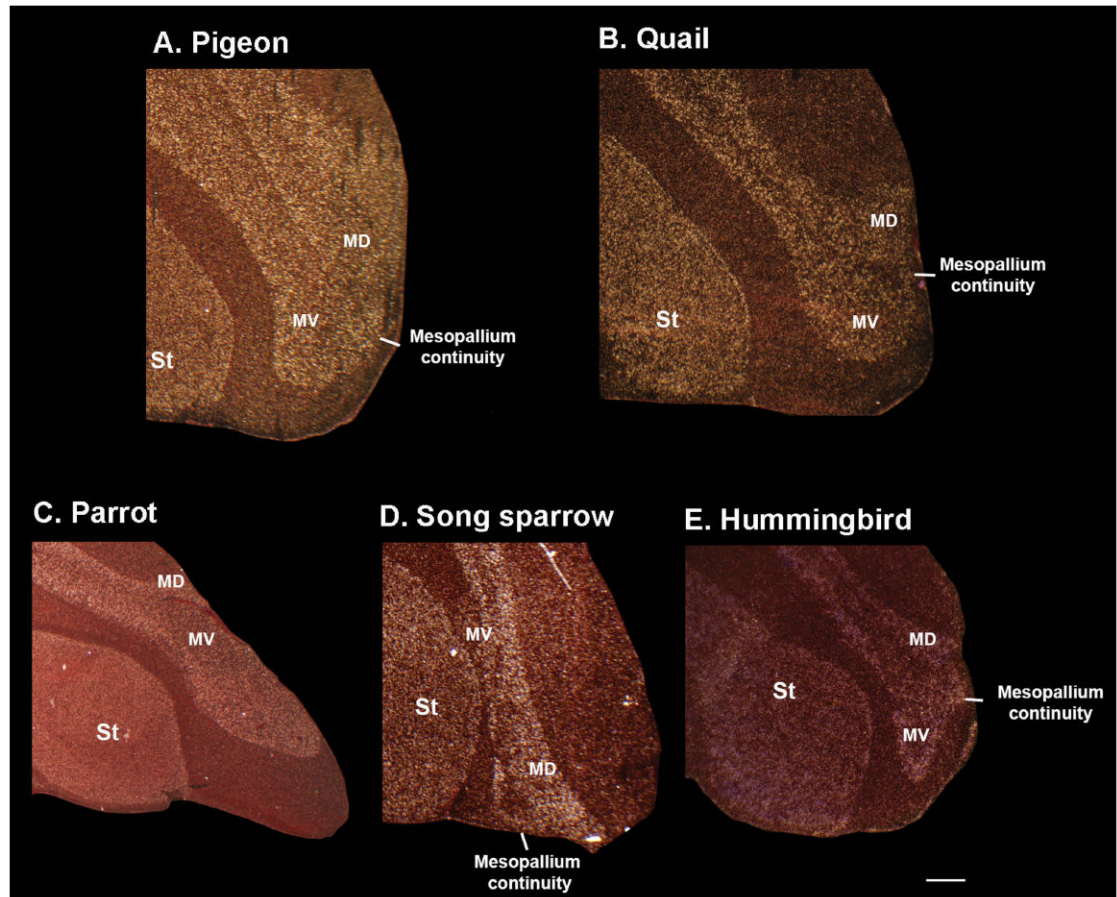 A. Pigeon
MD
MV
St
Mesopallium
continuity
B. Quail
MD
Mesopallium
continuity
St
MV
C. Parrot
MD
MV
St
D. Song sparrow
MV
St
MD
Mesopallium
continuity
E. Hummingbird
MD
St
Mesopallium
continuity
MV